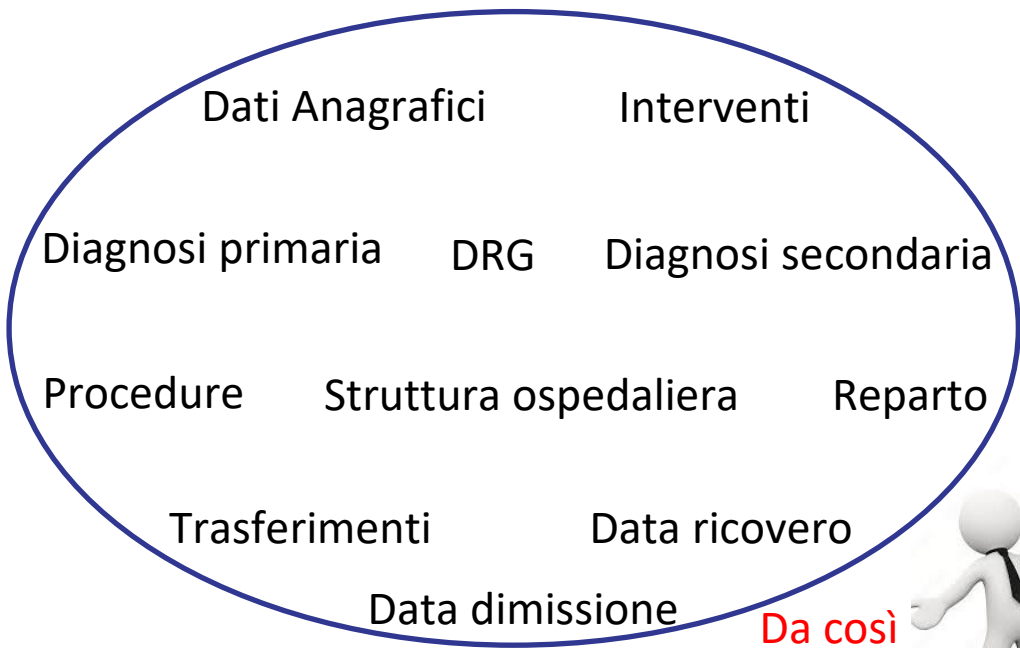 Dati Anagrafici Interventi
Diagnosi primaria DRG Diagnosi secondaria
Procedure Struttura ospedaliera Reparto
Trasferimenti Data ricovero
Data dimissione
Da così